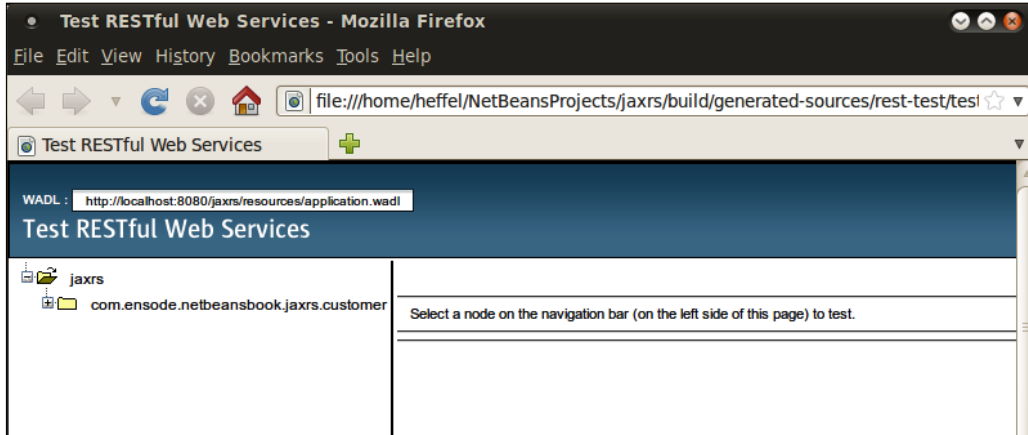 Test RESTful Web Services - Mozilla Firefox
File Edit View History Bookmarks Tools Help
file:///home/heffel/NetBeansProjects/jaxrs/build/generated-sources/rest-test/test
Test RESTful Web Services
WADL : http://localhost:8080/jaxrs/resources/application.wadl
Test RESTful Web Services
jaxrs
com.ensode.netbeansbook.jaxrs.customer
Select a node on the navigation bar (on the left side of this page) to test.